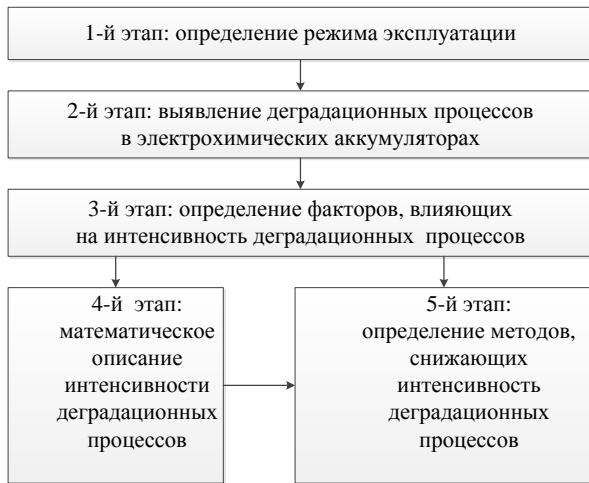 1-й этап: определение режима эксплуатации
2-й этап: выявление деградационных процессов
в электрохимических аккумуляторах
3-й этап: определение факторов, влияющих
на интенсивность деградационных процессов
4-й этап:
математическое
описание
интенсивности
деградационных
процессов
5-й этап:
определение методов,
снижающих
интенсивность
деградационных
процессов